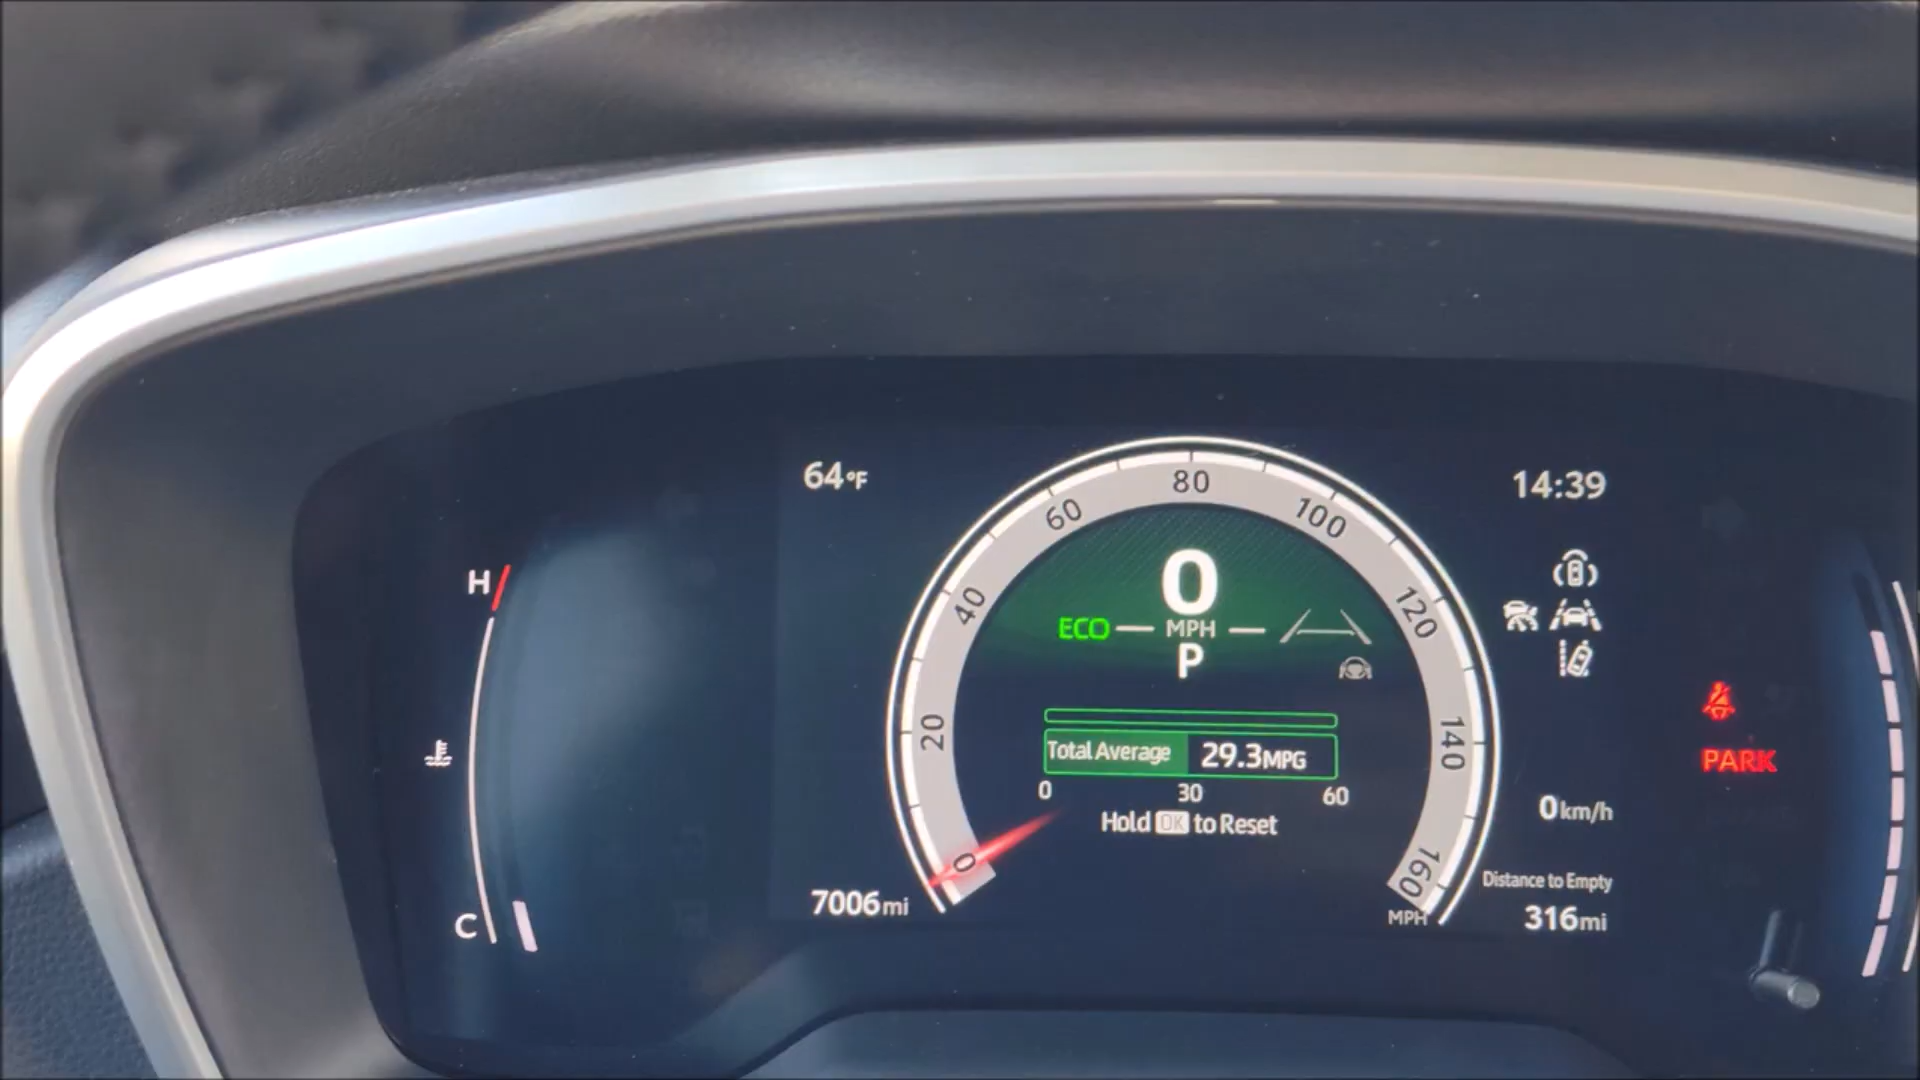 64°F
14:39
0
20
40
60
80
100
120
140
160
MPH
0
ECO
MPH
P
Total Average 29.3MPG
0 30 60
Hold OK to Reset
H
C
PARK
0km/h
Distance to Empty
316mi
7006mi